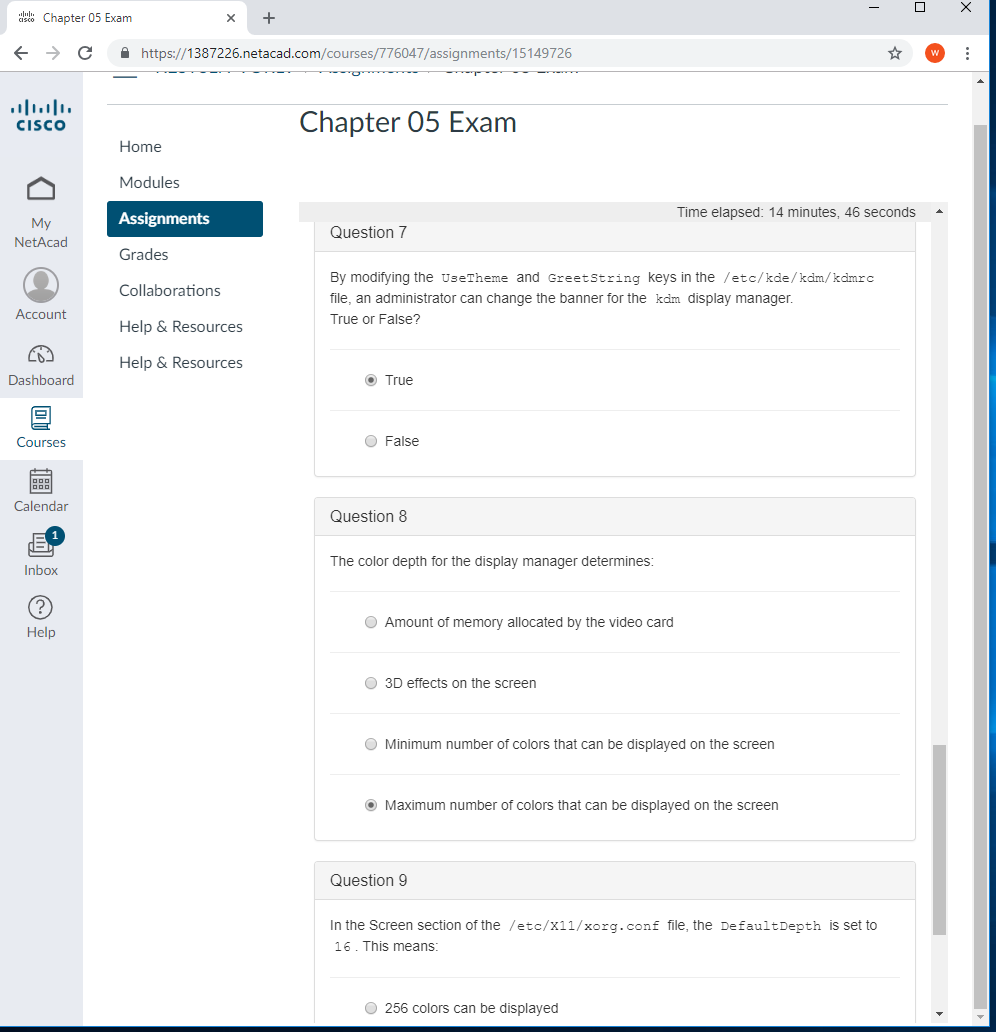 Chapter 05 Exam
https://1387226.netacad.com/courses/776047/assignments/15149726
W
CISCO
My
NetAcad
Account
Dashboard
Courses
Calendar
1
Inbox
Help
Home
Modules
Assignments
Grades
Collaborations
Help & Resources
Help & Resources
Chapter 05 Exam
Time elapsed: 14 minutes, 46 seconds
Question 7
By modifying the UseTheme and GreetString keys in the /etc/kde/kdm/kdmrc
file, an administrator can change the banner for the kdm display manager.
True or False?
True
False
Question 8
The color depth for the display manager determines:
Amount of memory allocated by the video card
3D effects on the screen
Minimum number of colors that can be displayed on the screen
Maximum number of colors that can be displayed on the screen
Question 9
In the Screen section of the /etc/X11/xorg.conf file, the DefaultDepth is set to
16. This means:
256 colors can be displayed